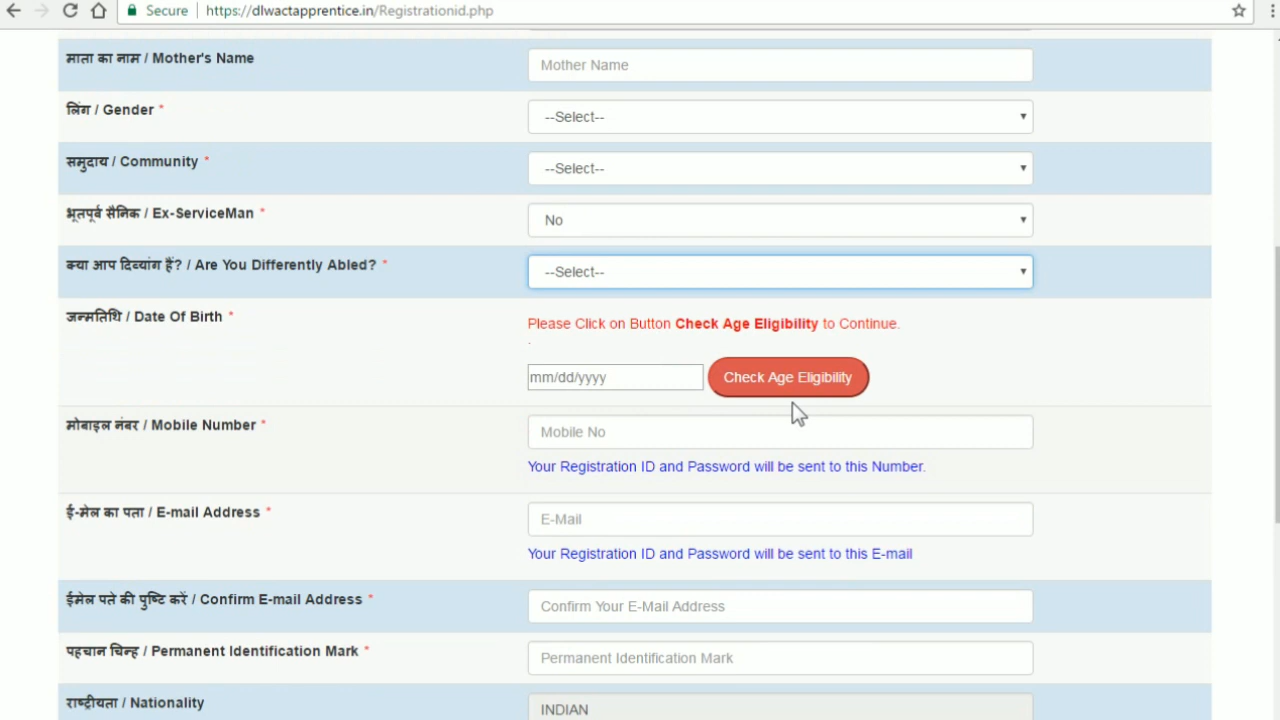 Secure https://dlwactapprentice.in/Registrationid.php
माता का नाम / Mother's Name Mother Name
लिंग / Gender * --Select--
समुदाय / Community * --Select--
भूतपूर्व सैनिक / Ex-ServiceMan * No
क्या आप दिव्यांग हैं? / Are You Differently Abled? * --Select--
जन्मतिथि / Date Of Birth * Please Click on Button Check Age Eligibility to Continue.
.
mm/dd/yyyy Check Age Eligibility
मोबाइल नंबर / Mobile Number * Mobile No
Your Registration ID and Password will be sent to this Number.
ई-मेल का पता / E-mail Address * E-Mail
Your Registration ID and Password will be sent to this E-mail
ईमेल पते की पुष्टि करें / Confirm E-mail Address * Confirm Your E-Mail Address
पहचान चिन्ह / Permanent Identification Mark * Permanent Identification Mark
राष्ट्रीयता / Nationality INDIAN